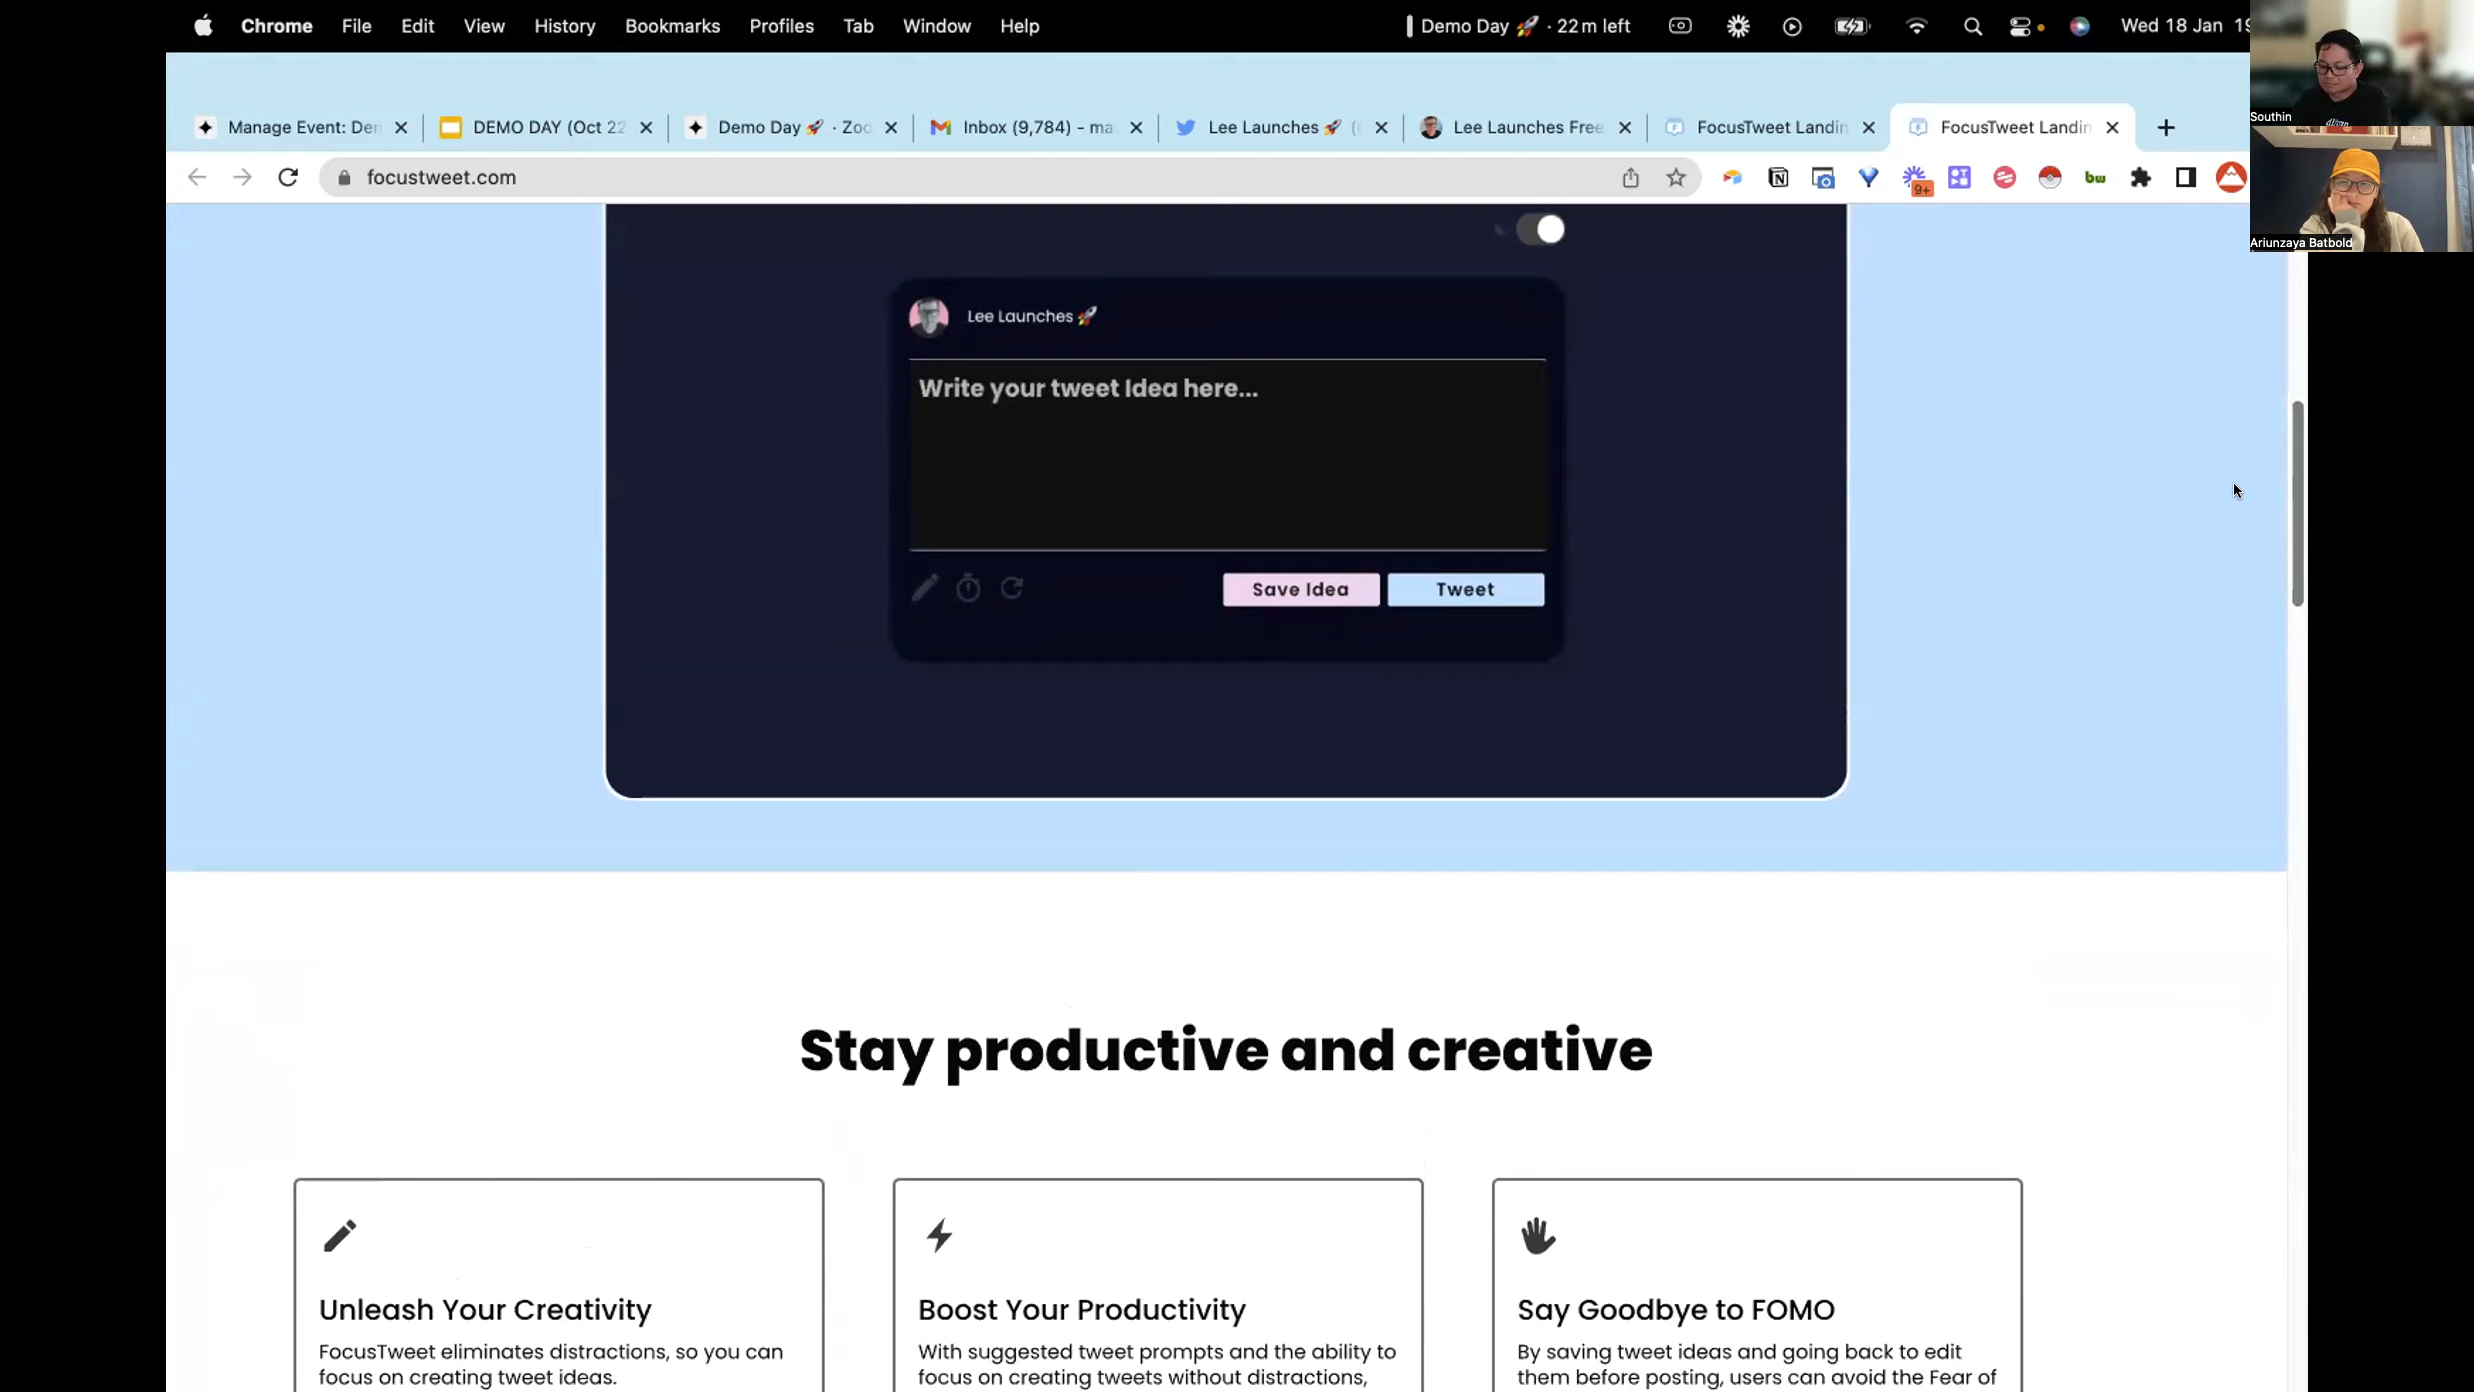 Chrome File Edit View History Bookmarks Profiles Tab Window Help Demo Day 🚀 · 22m left Wed 18 Jan
Manage Event: Den DEMO DAY (Oct 22 Demo Day 🚀 · Zoo Inbox (9,784) - ma Lee Launches 🚀 ( Lee Launches Free FocusTweet Landin FocusTweet Landin
Southin
focustweet.com
9+
bw
Ariunzaya Batbold
Lee Launches 🚀
Write your tweet Idea here...
Save Idea Tweet
Stay productive and creative
Unleash Your Creativity
FocusTweet eliminates distractions, so you can
focus on creating tweet ideas.
Boost Your Productivity
With suggested tweet prompts and the ability to
focus on creating tweets without distractions,
Say Goodbye to FOMO
By saving tweet ideas and going back to edit
them before posting, users can avoid the Fear of